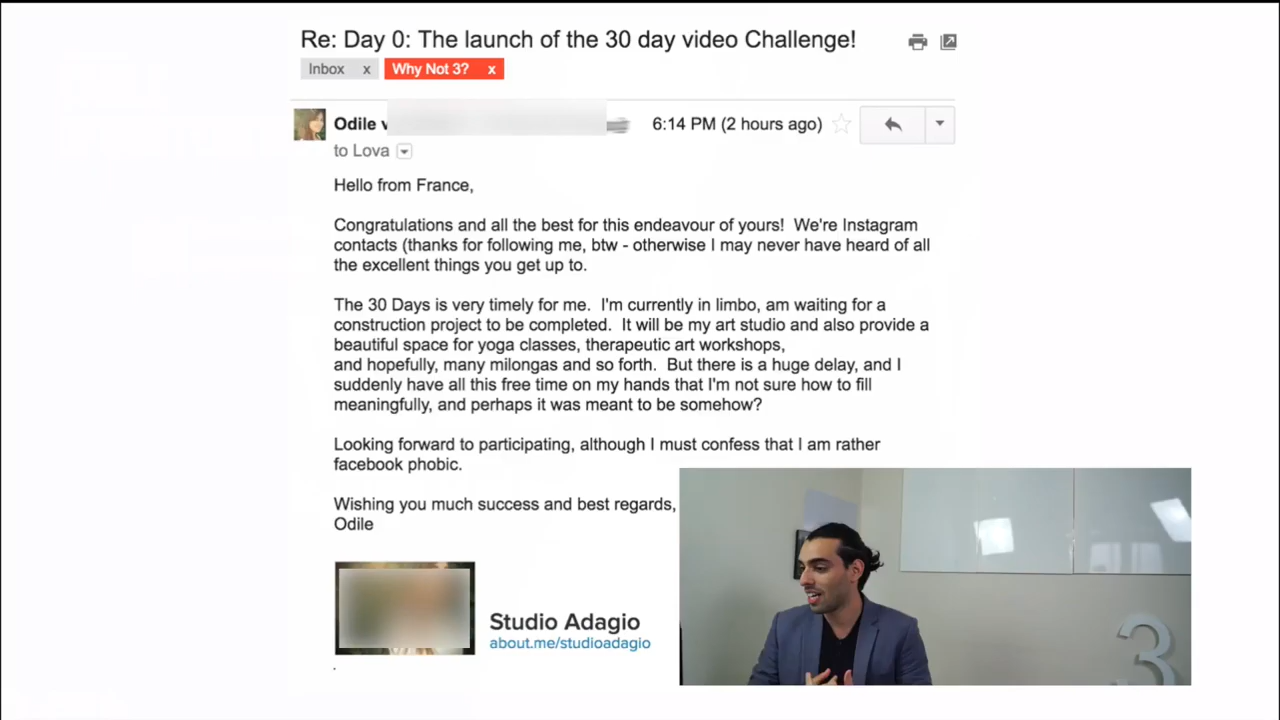 Re: Day 0: The launch of the 30 day video Challenge!
Inbox x Why Not 3? x
Odile v 6:14 PM (2 hours ago)
to Lova
Hello from France,
Congratulations and all the best for this endeavour of yours! We're Instagram
contacts (thanks for following me, btw - otherwise I may never have heard of all
the excellent things you get up to.
The 30 Days is very timely for me. I'm currently in limbo, am waiting for a
construction project to be completed. It will be my art studio and also provide a
beautiful space for yoga classes, therapeutic art workshops,
and hopefully, many milongas and so forth. But there is a huge delay, and I
suddenly have all this free time on my hands that I'm not sure how to fill
meaningfully, and perhaps it was meant to be somehow?
Looking forward to participating, although I must confess that I am rather
facebook phobic.
Wishing you much success and best regards,
Odile
Studio Adagio
about.me/studioadagio
.
3